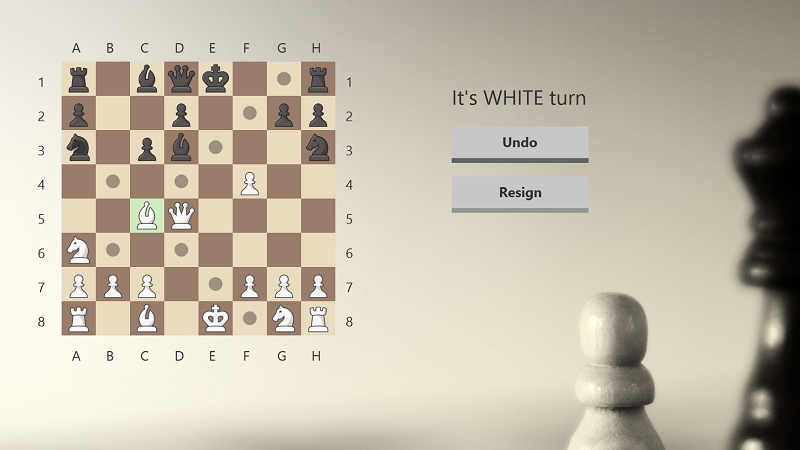 A B C D E F G H
1 1
2 2
3 3
4 4
5 5
6 6
7 7
8 8
A B C D E F G H
It's WHITE turn
Undo
Resign